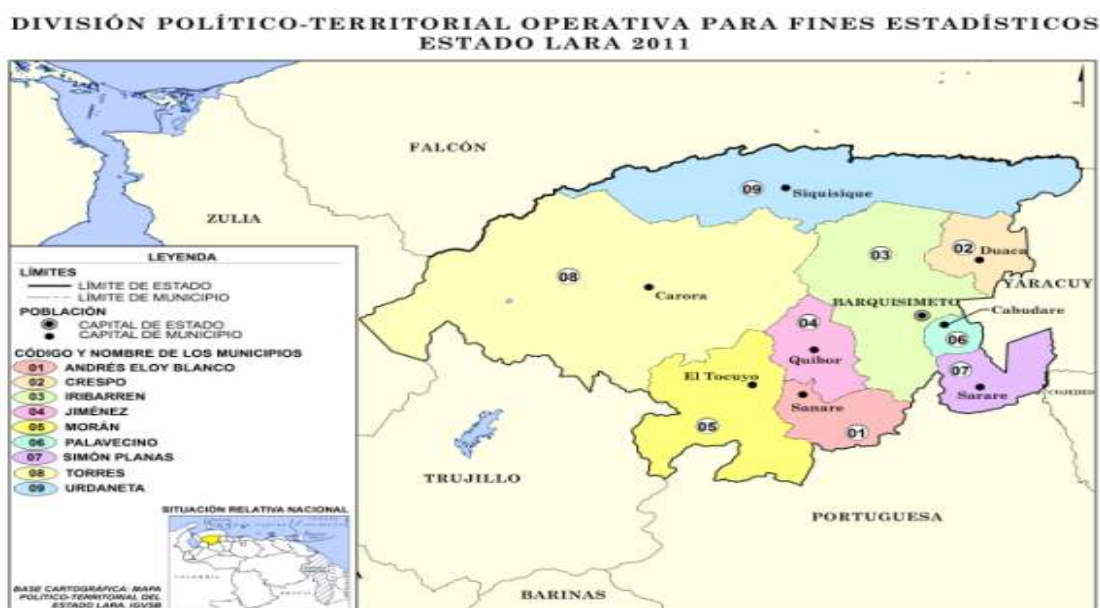 DIVISIÓN POLÍTICO-TERRITORIAL OPERATIVA PARA FINES ESTADÍSTICOS
ESTADO LARA 2011
FALCÓN
ZULIA
09 Siquisique
03
02 Duaca
08
Carora
YARACUY
BARQUISIMETO
Cabudare
04
06
Quíbor
07
El Tocuyo
Sarare
COJEDES
Sanare
05
01
TRUJILLO
PORTUGUESA
BARINAS
LEYENDA
LÍMITES
LÍMITE DE ESTADO
LÍMITE DE MUNICIPIO
POBLACIÓN
CAPITAL DE ESTADO
CAPITAL DE MUNICIPIO
CÓDIGO Y NOMBRE DE LOS MUNICIPIOS
01 ANDRÉS ELOY BLANCO
02 CRESPO
03 IRIBARREN
04 JIMÉNEZ
05 MORÁN
06 PALAVECINO
07 SIMÓN PLANAS
08 TORRES
09 URDANETA
SITUACIÓN RELATIVA NACIONAL
BASE CARTOGRÁFICA: MAPA
POLÍTICO-TERRITORIAL DEL
ESTADO LARA, IGVSB